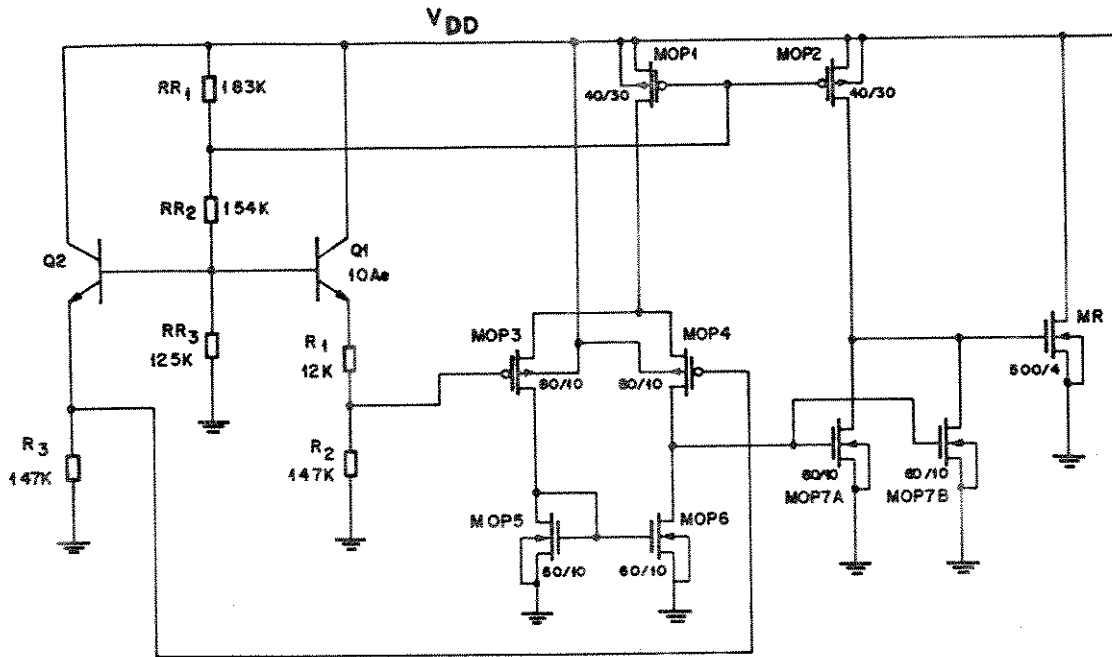 VDD
RR1 183K
MOP1
40/30
MOP2
40/30
RR2 154K
Q2
Q1
10Ae
RR3
125K
R1
12K
MOP3
80/10
MOP4
80/10
MR
500/4
R3
147K
R2
147K
MOP5
60/10
MOP6
60/10
60/10
MOP7A
60/10
MOP7B